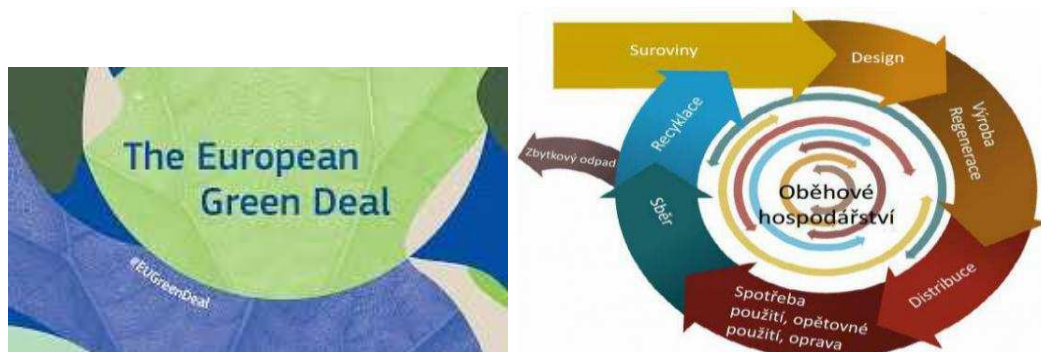 The European
Green Deal
#EUGreenDeal
Suroviny
Design
Výroba
Regenerace
Distribuce
Spotřeba
použití, opětovné
použití, oprava
Sběr
Zbytkový odpad
Recyklace
Oběhové
hospodářství